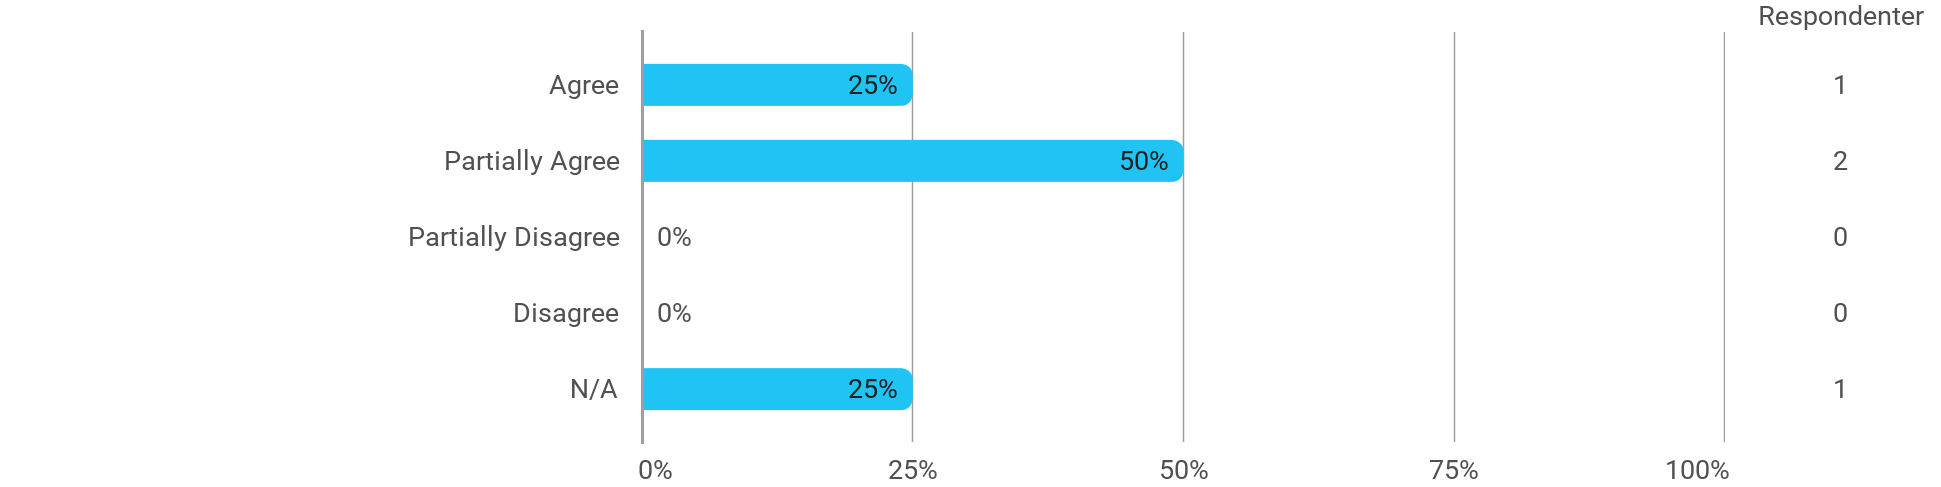 Respondenter
Agree 25% 1
Partially Agree 50% 2
Partially Disagree 0% 0
Disagree 0% 0
N/A 25% 1
0% 25% 50% 75% 100%